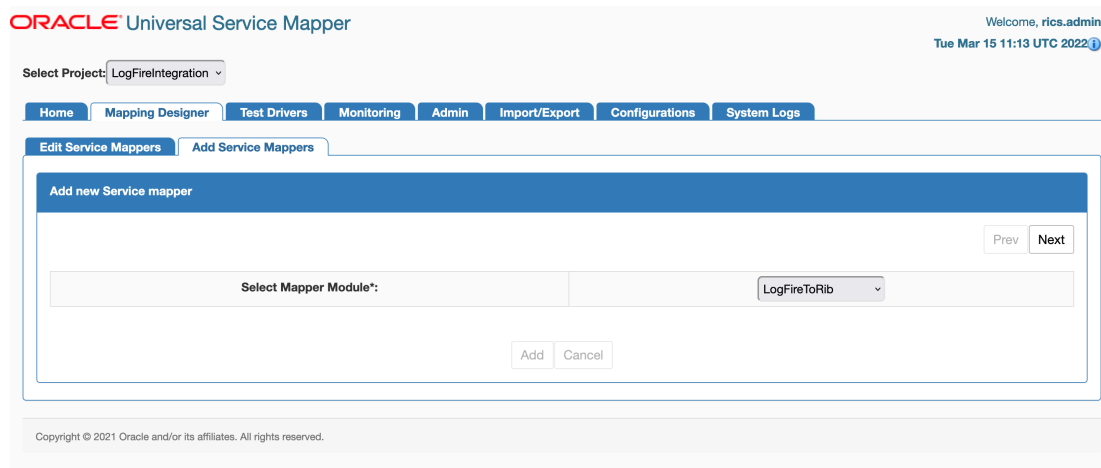 ORACLE® Universal Service Mapper
Welcome, rics.admin
Tue Mar 15 11:13 UTC 2022 i
Select Project: LogFireIntegration
Home Mapping Designer Test Drivers Monitoring Admin Import/Export Configurations System Logs
Edit Service Mappers Add Service Mappers
Add new Service mapper
Prev Next
Select Mapper Module*: LogFireToRib
Add Cancel
Copyright © 2021 Oracle and/or its affiliates. All rights reserved.